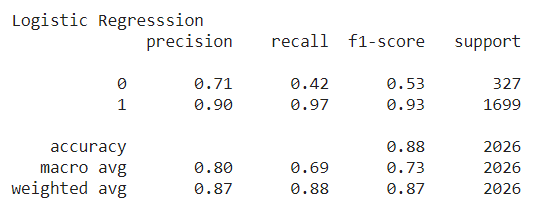 Logistic Regresssion
precision recall f1-score support
0 0.71 0.42 0.53 327
1 0.90 0.97 0.93 1699
accuracy 0.88 2026
macro avg 0.80 0.69 0.73 2026
weighted avg 0.87 0.88 0.87 2026